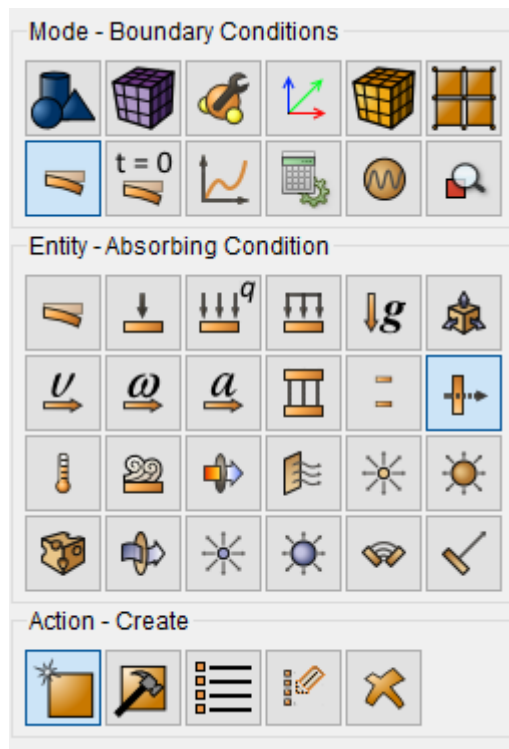 Mode - Boundary Conditions
t = 0
Entity - Absorbing Condition
q
g
υ
ω
a
Action - Create